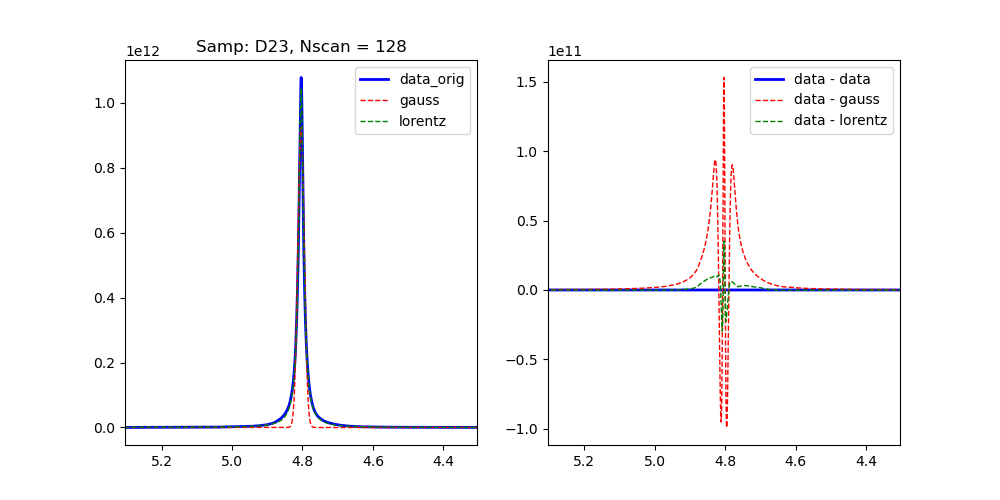 1e12
Samp: D23, Nscan = 128
data_orig
gauss
lorentz
1.0
0.8
0.6
0.4
0.2
0.0
5.2 5.0 4.8 4.6 4.4
1e11
data - data
data - gauss
data - lorentz
1.5
1.0
0.5
0.0
−0.5
−1.0
5.2 5.0 4.8 4.6 4.4